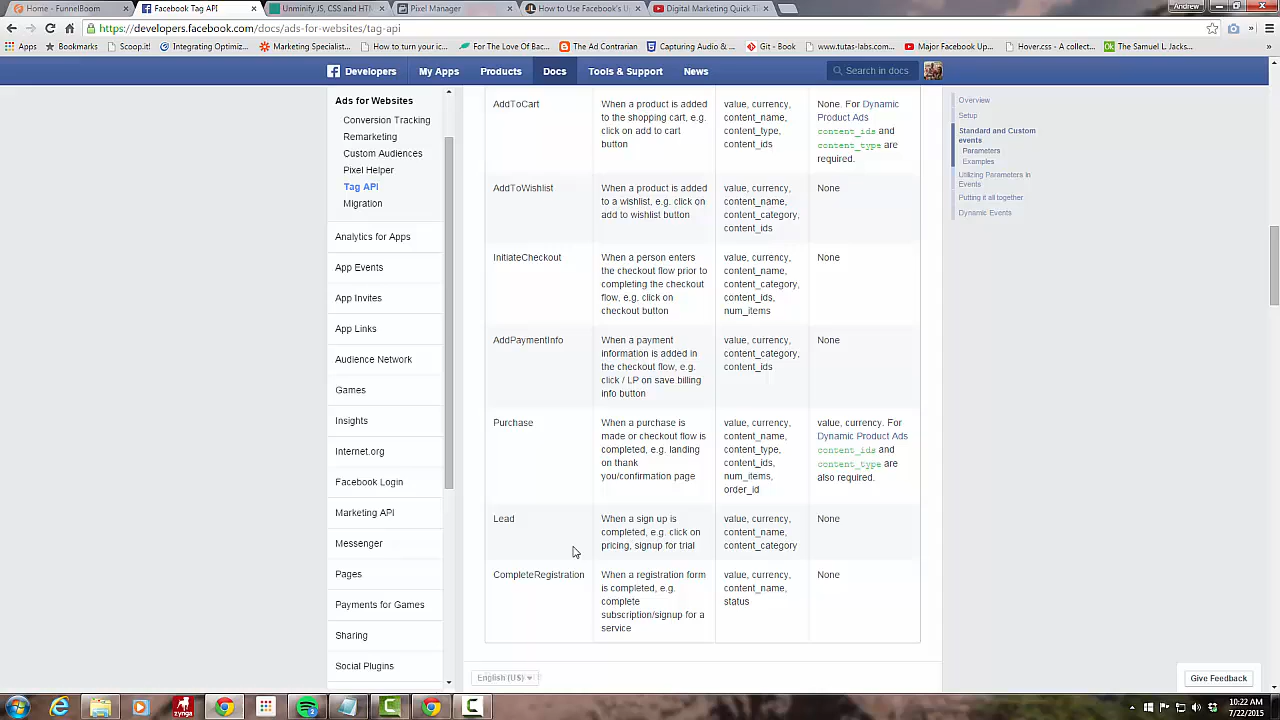 Home - FunnelBoom
Facebook Tag API
Unminify JS, CSS and HTM
Pixel Manager
How to Use Facebook's U
Digital Marketing Quick T
Andrew
https://developers.facebook.com/docs/ads-for-websites/tag-api
Apps
Bookmarks
Scoop.it!
Integrating Optimiz...
Marketing Specialist...
How to turn your ic...
For The Love Of Bac...
The Ad Contrarian
Capturing Audio &...
Git - Book
www.tutas-labs.com...
Major Facebook Up...
Hover.css - A collect...
The Samuel L. Jacks...
Developers
My Apps
Products
Docs
Tools & Support
News
Search in docs
Ads for Websites
Conversion Tracking
Remarketing
Custom Audiences
Pixel Helper
Tag API
Migration
Analytics for Apps
App Events
App Invites
App Links
Audience Network
Games
Insights
Internet.org
Facebook Login
Marketing API
Messenger
Pages
Payments for Games
Sharing
Social Plugins
AddToCart
When a product is added
to the shopping cart, e.g.
click on add to cart
button
value, currency,
content_name,
content_type,
content_ids
None. For Dynamic
Product Ads
content_ids and
content_type are
required.
AddToWishlist
When a product is added
to a wishlist, e.g. click on
add to wishlist button
value, currency,
content_name,
content_category,
content_ids
None
InitiateCheckout
When a person enters
the checkout flow prior to
completing the checkout
flow, e.g. click on
checkout button
value, currency,
content_name,
content_category,
content_ids,
num_items
None
AddPaymentInfo
When a payment
information is added in
the checkout flow, e.g.
click / LP on save billing
info button
value, currency,
content_category,
content_ids
None
Purchase
When a purchase is
made or checkout flow is
completed, e.g. landing
on thank
you/confirmation page
value, currency,
content_name,
content_type,
content_ids,
num_items,
order_id
value, currency. For
Dynamic Product Ads
content_ids and
content_type are
also required.
Lead
When a sign up is
completed, e.g. click on
pricing, signup for trial
value, currency,
content_name,
content_category
None
CompleteRegistration
When a registration form
is completed, e.g.
complete
subscription/signup for a
service
value, currency,
content_name,
status
None
English (US)
Overview
Setup
Standard and Custom
events
Parameters
Examples
Utilizing Parameters in
Events
Putting it all together
Dynamic Events
Give Feedback
zynga
10:22 AM
7/22/2015